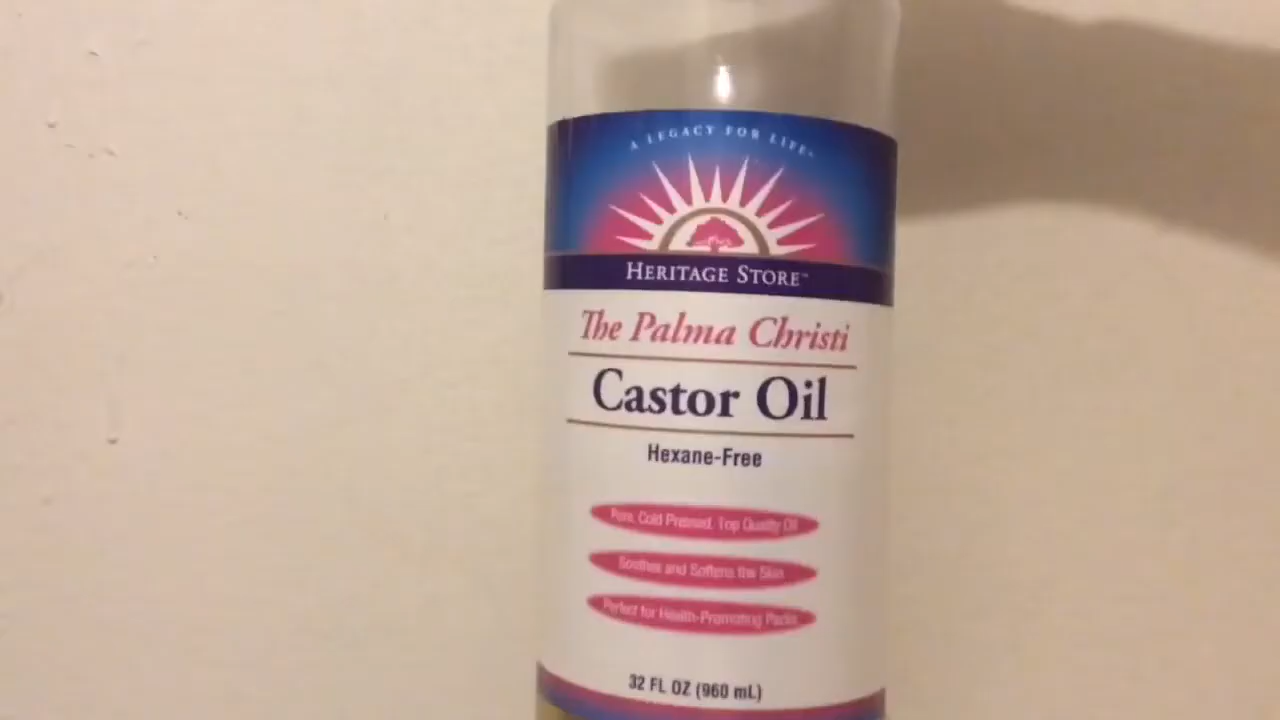 A LEGACY FOR LIFE
HERITAGE STORE™
The Palma Christi
Castor Oil
Hexane-Free
Pure, Cold Pressed, Top Quality Oil
Soothes and Softens the Skin
Perfect for Health-Promoting Packs
32 FL OZ (960 mL)